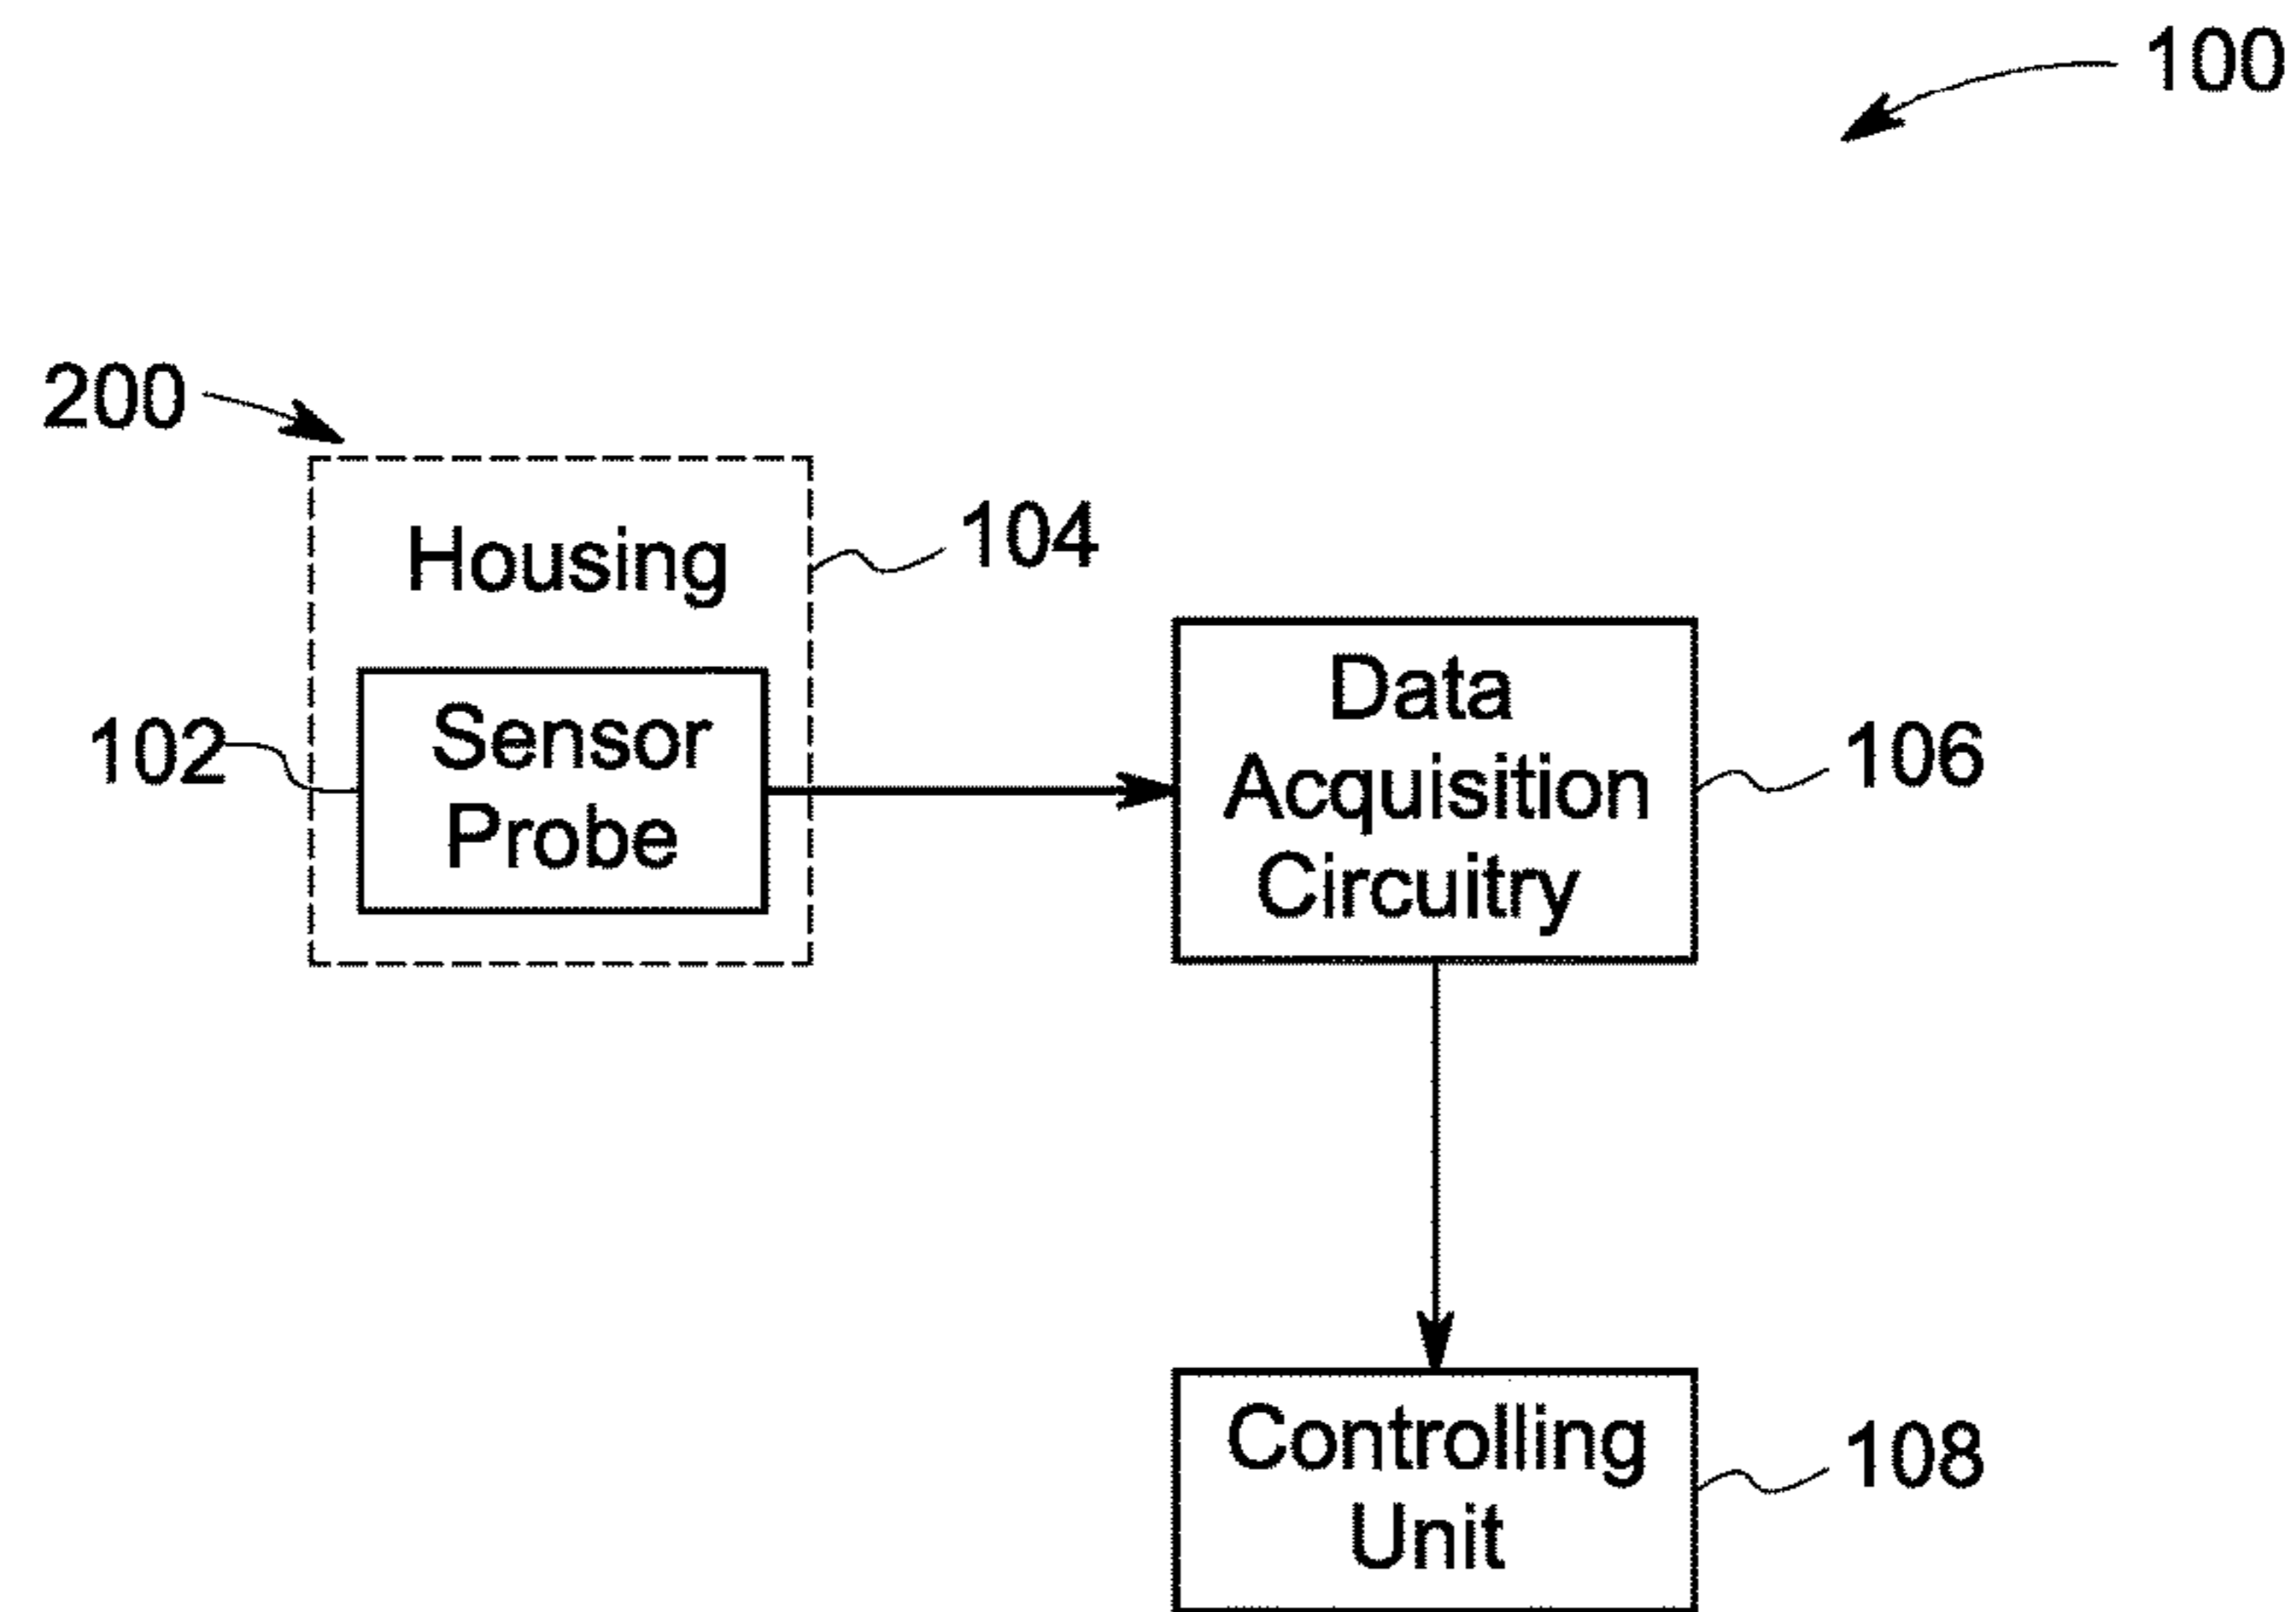 100
200
Housing
104
Sensor
Probe
102
Data
Acquisition
Circuitry
106
Controlling
Unit
108